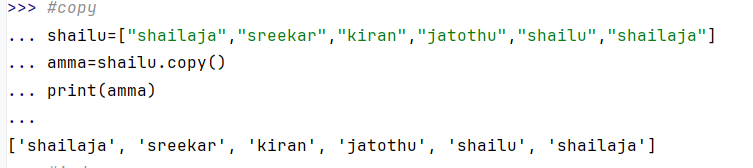 >>> #copy
... shailu=["shailaja","sreekar","kiran","jatothu","shailu","shailaja"]
... amma=shailu.copy()
... print(amma)
...
['shailaja', 'sreekar', 'kiran', 'jatothu', 'shailu', 'shailaja']